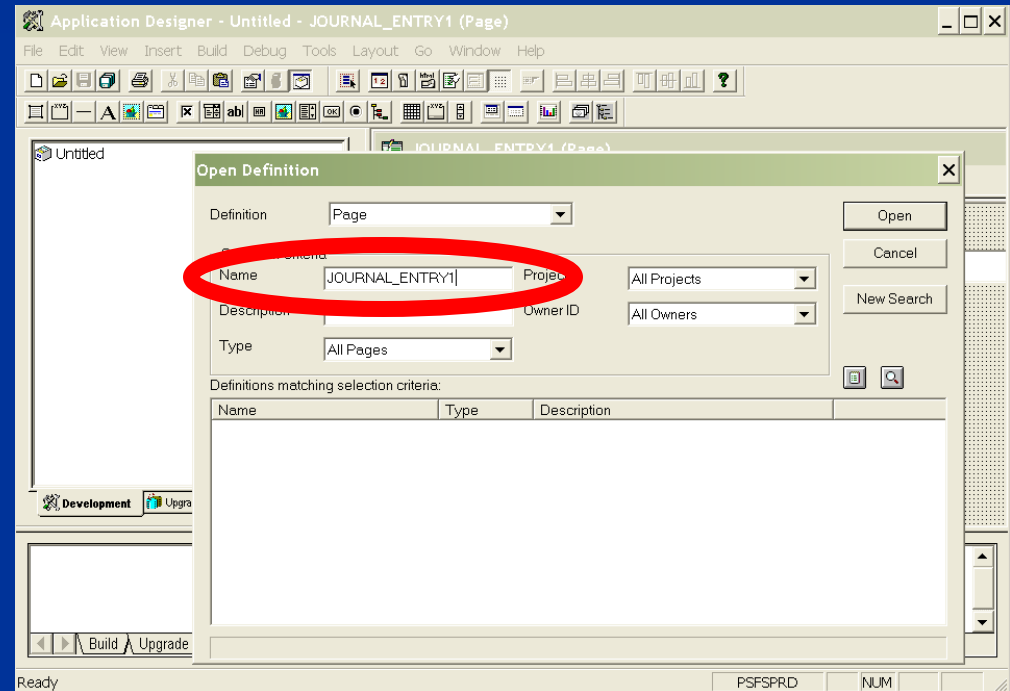 Application Designer - Untitled - JOURNAL_ENTRY1 (Page)
File Edit View Insert Build Debug Tools Layout Go Window Help
Untitled
JOURNAL_ENTRY1 (Page)
Open Definition
Definition Page Open
Cancel
Name JOURNAL_ENTRY1 Project All Projects
New Search
Description Owner ID All Owners
Type All Pages
Definitions matching selection criteria:
Name Type Description
Development Upgra
Build Upgrade
Ready PSFSPRD NUM